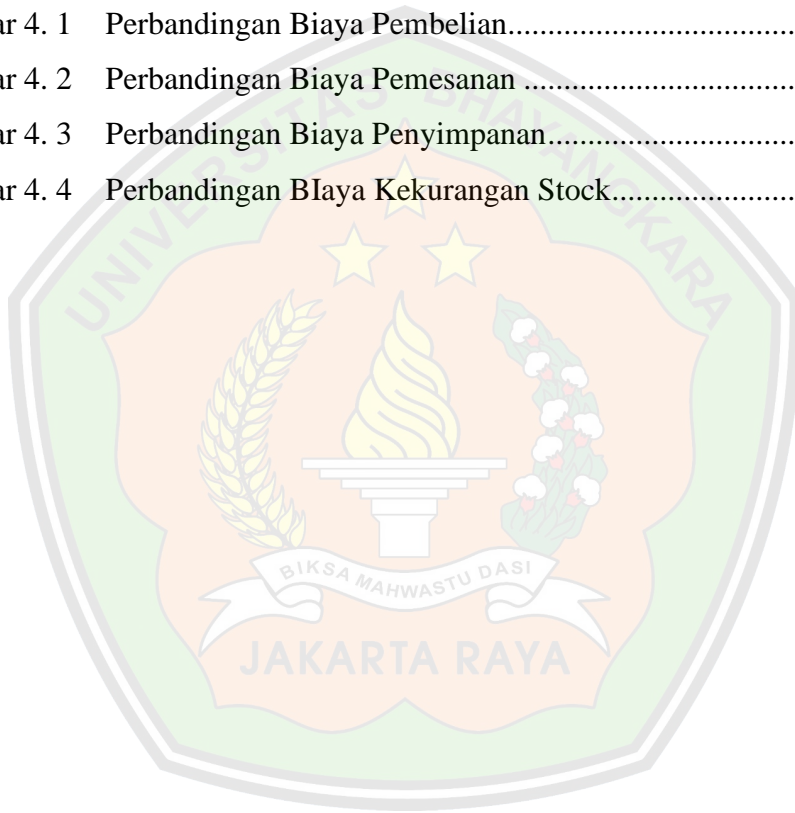 ar 4. 1 Perbandingan Biaya Pembelian..................................
ar 4. 2 Perbandingan Biaya Pemesanan ................................
ar 4. 3 Perbandingan Biaya Penyimpanan.............................
ar 4. 4 Perbandingan BIaya Kekurangan Stock.....................
UNIVERSITAS BHAYANGKARA
BIKSA MAHWASTU DASI
JAKARTA RAYA